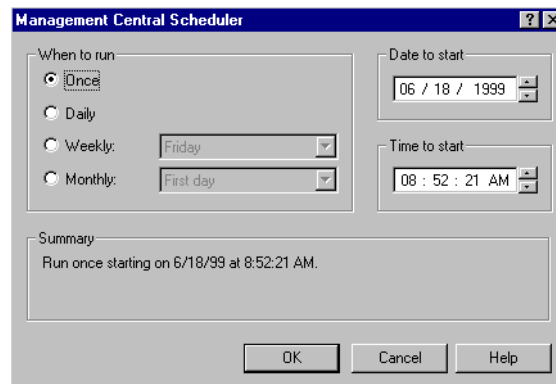 Management Central Scheduler
When to run
Once
Daily
Weekly: Friday
Monthly: First day
Date to start
06 / 18 / 1999
Time to start
08 : 52 : 21 AM
Summary
Run once starting on 6/18/99 at 8:52:21 AM.
OK Cancel Help